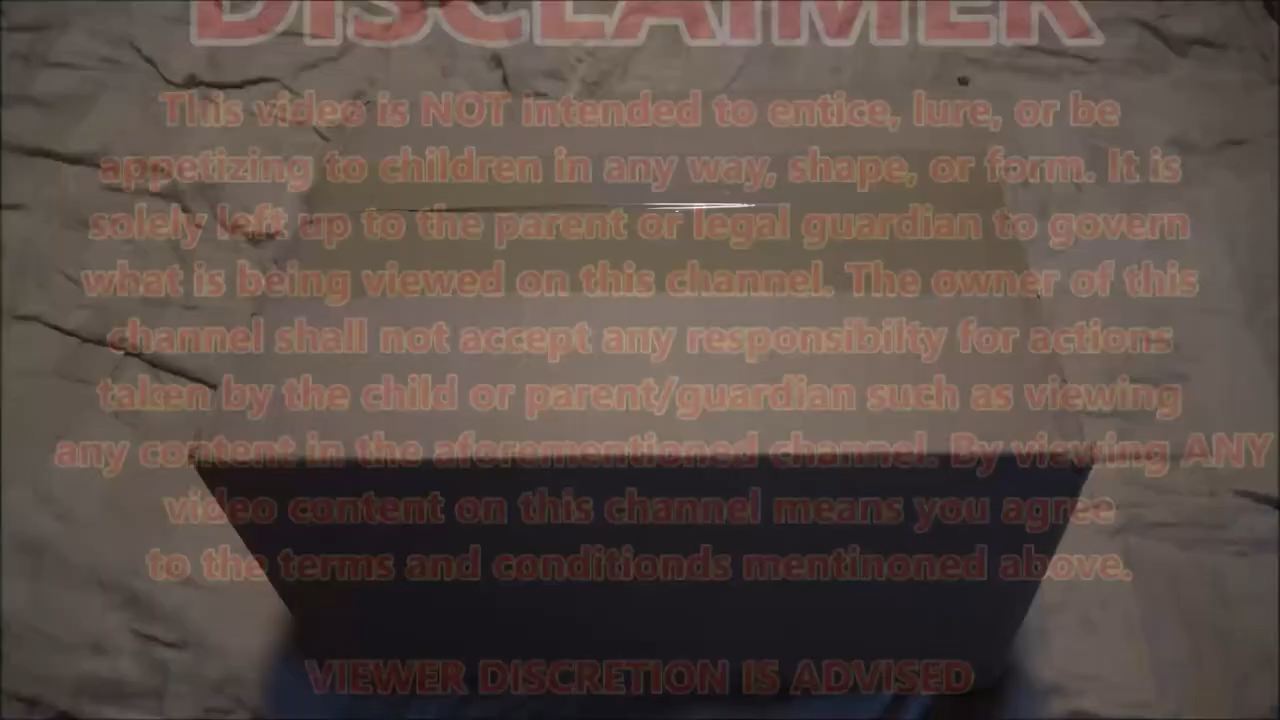 DISCLAIMER
This video is NOT intended to entice, lure, or be
appetizing to children in any way, shape, or form. It is
solely left up to the parent or legal guardian to govern
what is being viewed on this channel. The owner of this
channel shall not accept any responsibilty for actions
taken by the child or parent/guardian such as viewing
any content in the aforementioned channel. By viewing ANY
video content on this channel means you agree
to the terms and conditionds mentinoned above.
VIEWER DISCRETION IS ADVISED